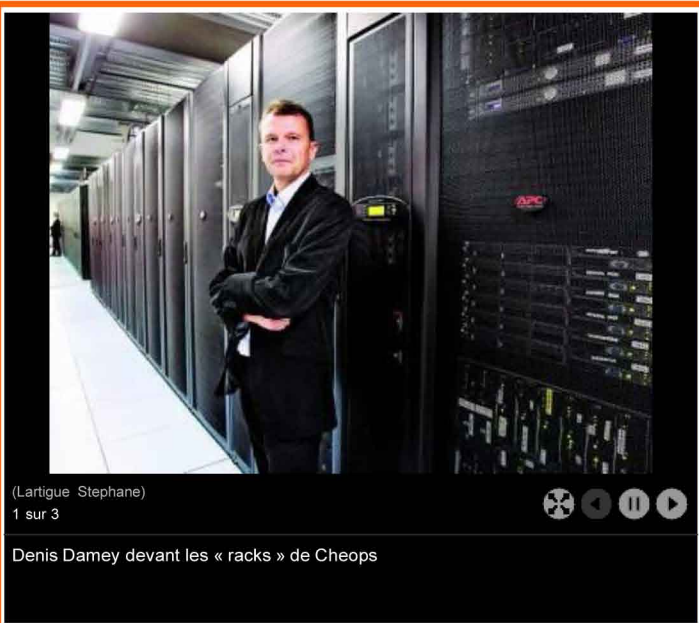 APC
(Lartigue Stephane)
1 sur 3
Denis Damey devant les « racks » de Cheops